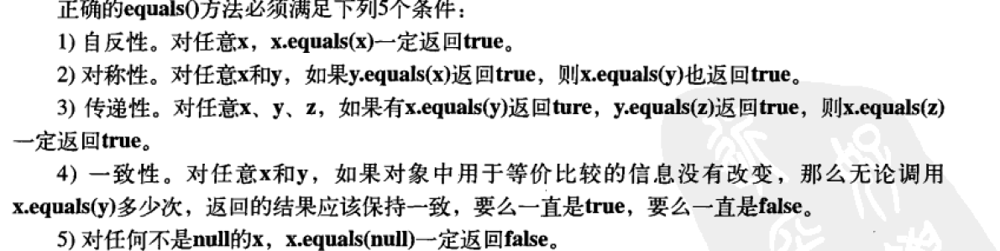 正确的equals()方法必须满足下列5个条件：
1) 自反性。对任意x，x.equals(x)一定返回true。
2) 对称性。对任意x和y，如果y.equals(x)返回true，则x.equals(y)也返回true。
3) 传递性。对任意x、y、z，如果有x.equals(y)返回ture，y.equals(z)返回true，则x.equals(z)
一定返回true。
4) 一致性。对任意x和y，如果对象中用于等价比较的信息没有改变，那么无论调用
x.equals(y)多少次，返回的结果应该保持一致，要么一直是true，要么一直是false。
5) 对任何不是null的x，x.equals(null)一定返回false。